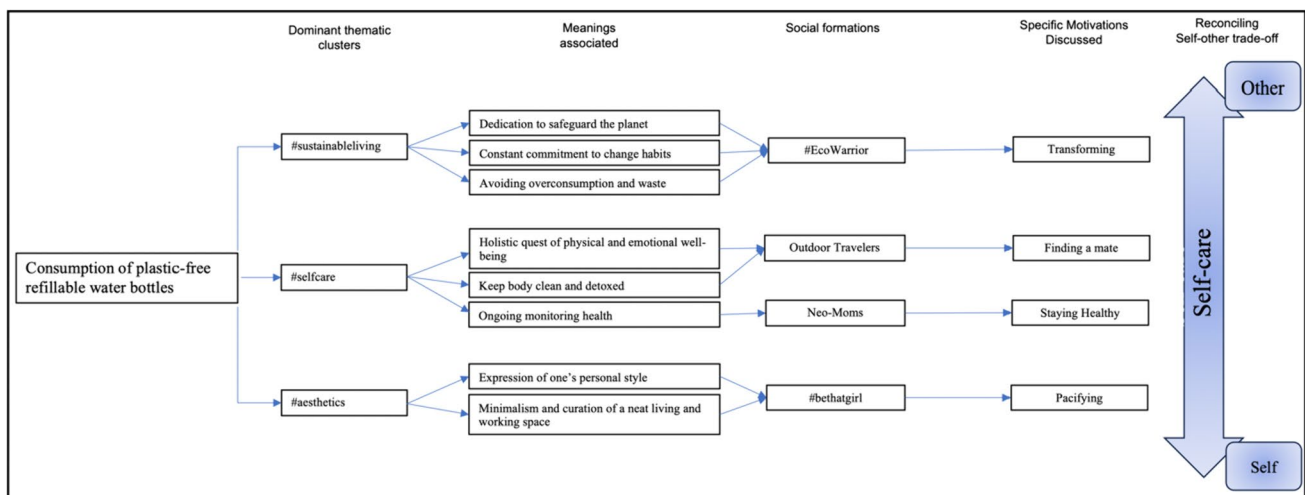 Dominant thematic
clusters
Meanings
associated
Social formations
Specific Motivations
Discussed
Reconciling
Self-other trade-off
Other
Dedication to safeguard the planet
#sustainableliving
Constant commitment to change habits
#EcoWarrior
Transforming
Avoiding overconsumption and waste
Holistic quest of physical and emotional well-
being
Outdoor Travelers
Finding a mate
Consumption of plastic-free
refillable water bottles
#selfcare
Keep body clean and detoxed
Ongoing monitoring health
Neo-Moms
Staying Healthy
Self-care
Expression of one's personal style
#aesthetics
Minimalism and curation of a neat living and
working space
#bethatgirl
Pacifying
Self